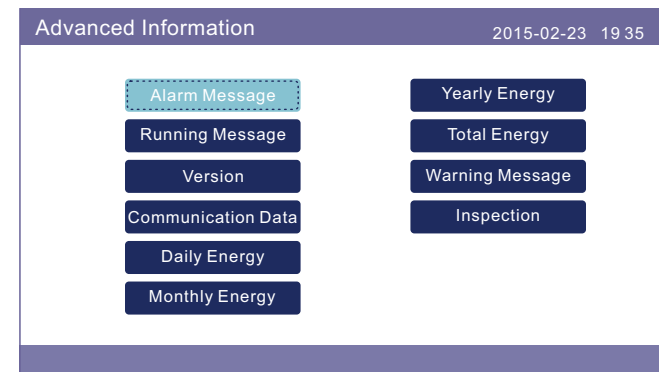 Advanced Information
2015-02-23 19 35
Alarm Message
Running Message
Version
Communication Data
Daily Energy
Monthly Energy
Yearly Energy
Total Energy
Warning Message
Inspection